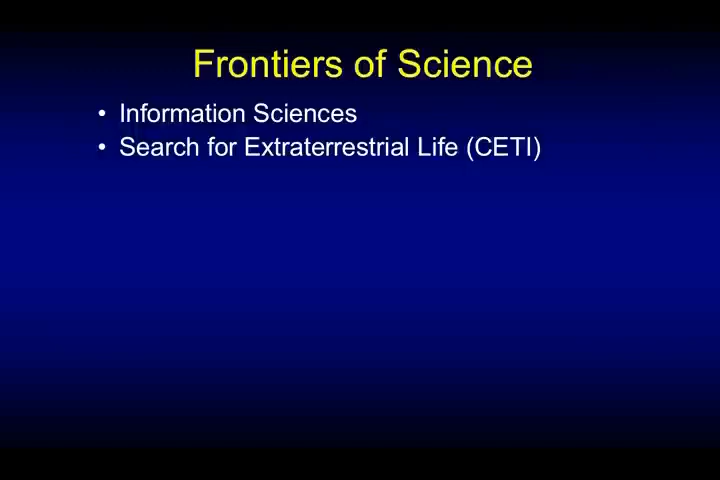 Frontiers of Science
• Information Sciences
• Search for Extraterrestrial Life (CETI)